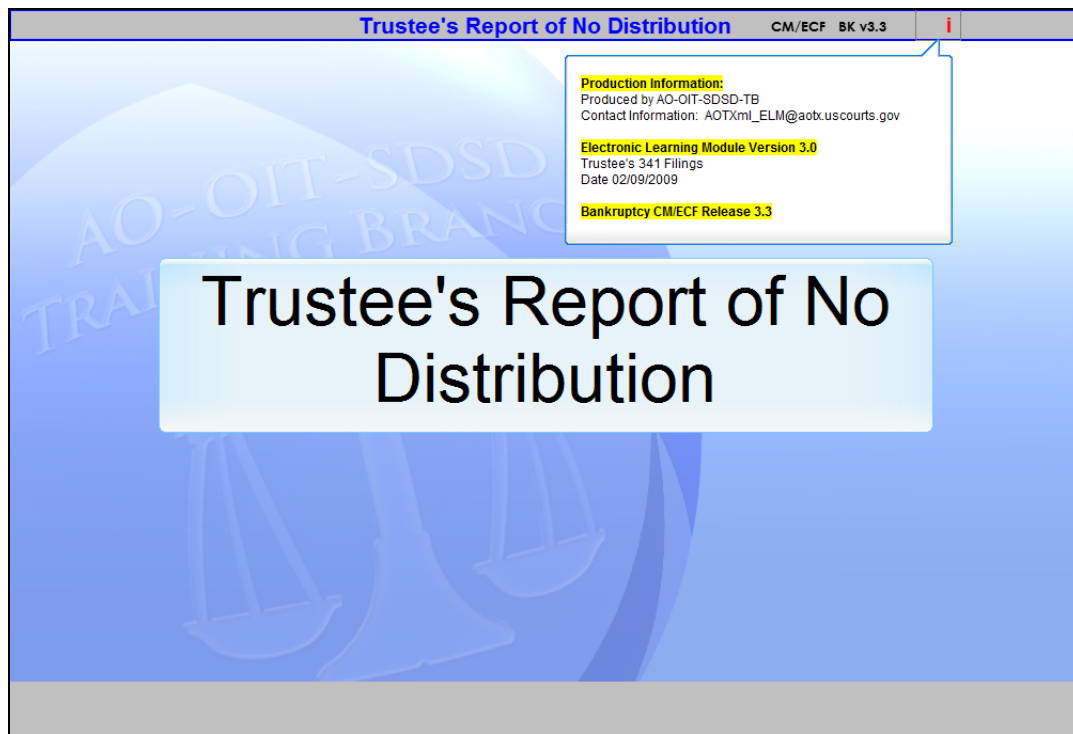 Trustee's Report of No Distribution CM/ECF BK v3.3 i
Production Information:
Produced by AO-OIT-SDSD-TB
Contact Information: AOTXml_ELM@aotx.uscourts.gov
Electronic Learning Module Version 3.0
Trustee's 341 Filings
Date 02/09/2009
Bankruptcy CM/ECF Release 3.3
AO-OIT-SDSD
TRAINING BRANC
Trustee's Report of No
Distribution